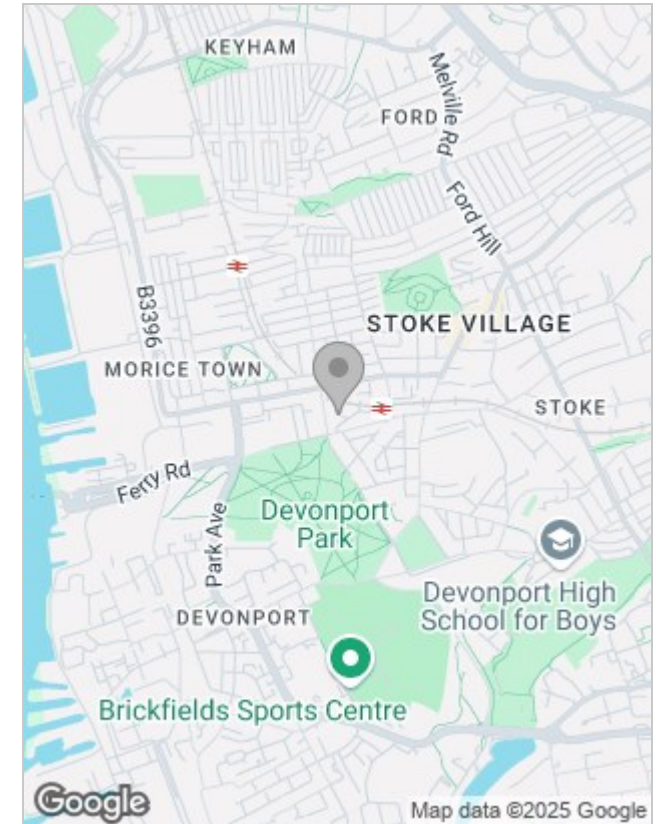 KEYHAM
Melville Rd
FORD
Ford Hill
B3396
STOKE VILLAGE
MORICE TOWN
STOKE
Ferry Rd
Devonport
Park
Park Ave
Devonport High
School for Boys
DEVONPORT
Brickfields Sports Centre
Google
Map data ©2025 Google